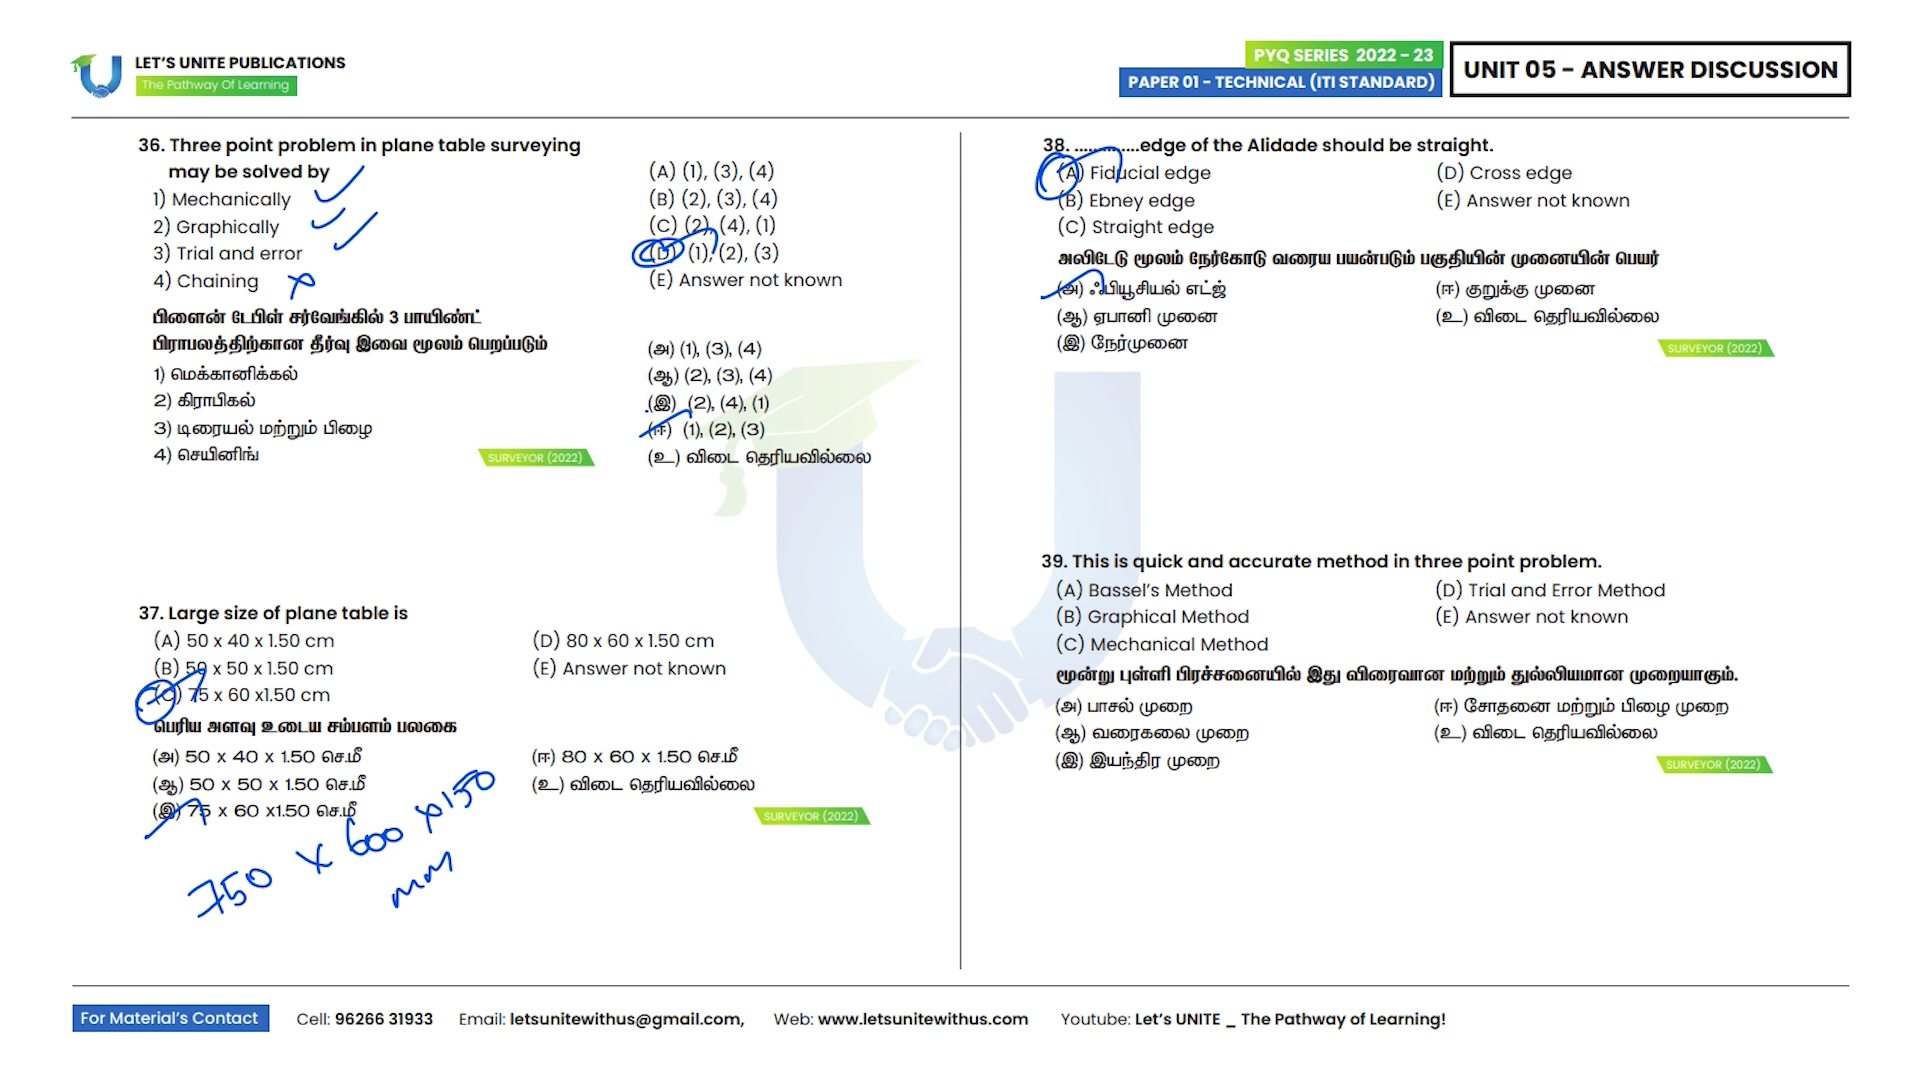 LET'S UNITE PUBLICATIONS
The Pathway Of Learning
PYQ SERIES 2022 - 23
PAPER 01 - TECHNICAL (ITI STANDARD)
UNIT 05 - ANSWER DISCUSSION
36. Three point problem in plane table surveying
may be solved by
1) Mechanically
2) Graphically
3) Trial and error
4) Chaining
(A) (1), (3), (4)
(B) (2), (3), (4)
(C) (2), (4), (1)
(D) (1), (2), (3)
(E) Answer not known
பிளைன் டேபிள் சர்வேங்கில் 3 பாயிண்ட்
பிராபலத்திற்கான தீர்வு இவை மூலம் பெறப்படும்
1) மெக்கானிக்கல்
2) கிராபிகல்
3) டிரையல் மற்றும் பிழை
4) செயினிங்
(அ) (1), (3), (4)
(ஆ) (2), (3), (4)
(இ) (2), (4), (1)
(ஈ) (1), (2), (3)
(உ) விடை தெரியவில்லை
SURVEYOR (2022)
37. Large size of plane table is
(A) 50 x 40 x 1.50 cm
(B) 50 x 50 x 1.50 cm
(C) 75 x 60 x1.50 cm
(D) 80 x 60 x 1.50 cm
(E) Answer not known
பெரிய அளவு உடைய சம்பளம் பலகை
(அ) 50 x 40 x 1.50 செ.மீ
(ஆ) 50 x 50 x 1.50 செ.மீ
(இ) 75 x 60 x1.50 செ.மீ
(ஈ) 80 x 60 x 1.50 செ.மீ
(உ) விடை தெரியவில்லை
SURVEYOR (2022)
750 x 600 x 150
mm
38. .............edge of the Alidade should be straight.
(A) Fiducial edge
(B) Ebney edge
(C) Straight edge
(D) Cross edge
(E) Answer not known
அலிடேடு மூலம் நேர்கோடு வரைய பயன்படும் பகுதியின் முனையின் பெயர்
(அ) ஃபியூசியல் எட்ஜ்
(ஆ) ஏபானி முனை
(இ) நேர்முனை
(ஈ) குறுக்கு முனை
(உ) விடை தெரியவில்லை
SURVEYOR (2022)
39. This is quick and accurate method in three point problem.
(A) Bassel's Method
(B) Graphical Method
(C) Mechanical Method
(D) Trial and Error Method
(E) Answer not known
மூன்று புள்ளி பிரச்சனையில் இது விரைவான மற்றும் துல்லியமான முறையாகும்.
(அ) பாசல் முறை
(ஆ) வரைகலை முறை
(இ) இயந்திர முறை
(ஈ) சோதனை மற்றும் பிழை முறை
(உ) விடை தெரியவில்லை
SURVEYOR (2022)
For Material's Contact
Cell: 96266 31933 Email: letsunitewithus@gmail.com, Web: www.letsunitewithus.com Youtube: Let's UNITE _ The Pathway of Learning!